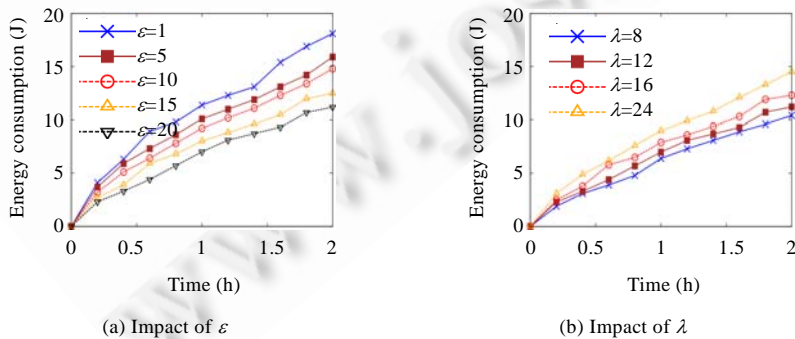 20
15
10
5
0
Energy consumption (J)
ε=1
ε=5
ε=10
ε=15
ε=20
0 0.5 1 1.5 2
Time (h)
(a) Impact of ε
20
15
10
5
0
Energy consumption (J)
λ=8
λ=12
λ=16
λ=24
0 0.5 1 1.5 2
Time (h)
(b) Impact of λ
www.jo